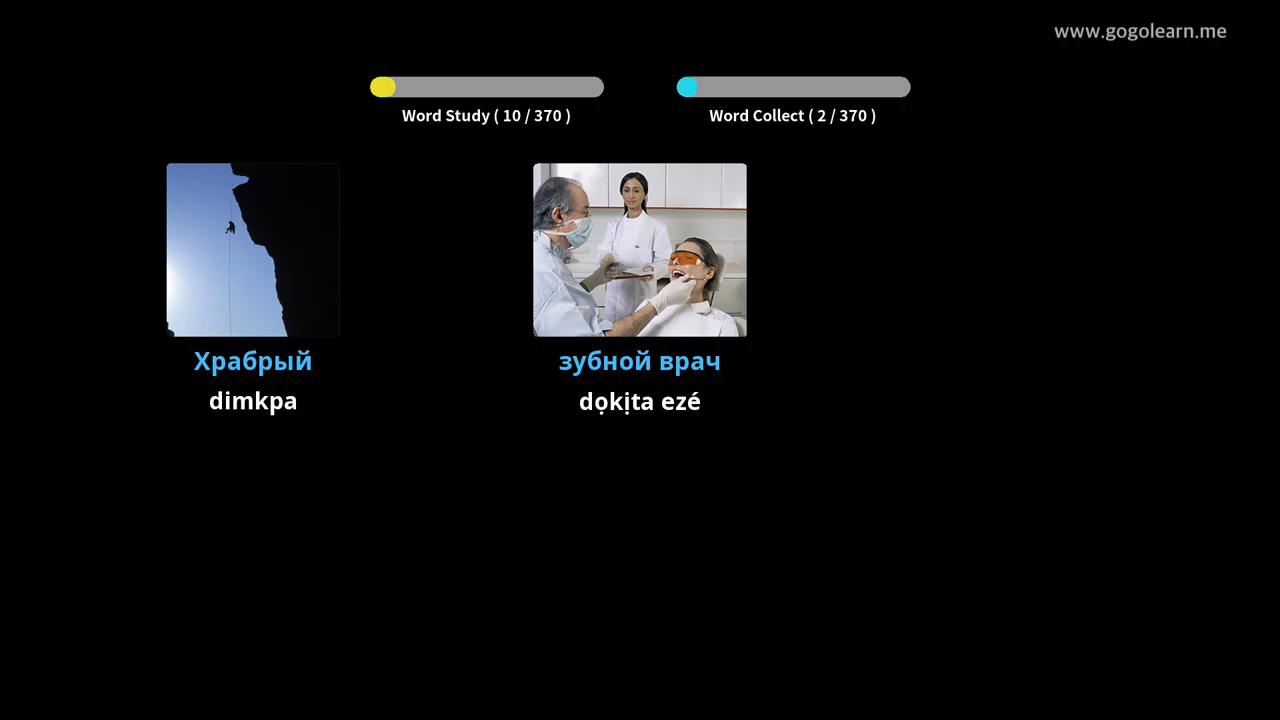 www.gogolearn.me
Word Study ( 10 / 370 )
Word Collect ( 2 / 370 )
Храбрый
dimkpa
зубной врач
dọkịta ezé